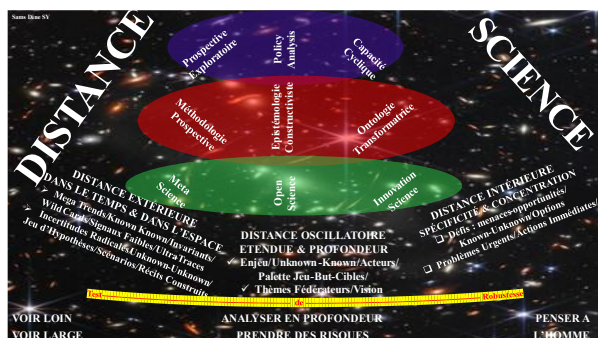 Sams Dine SY
DISTANCE
SCIENCE
Prospective
Exploratoire
Policy
Analysis
Capacité
Cyclique
Méthodologie
Prospective
Epistémologie
Constructiviste
Ontologie
Transformatrice
Meta
Science
Open
Science
Innovation
Science
DISTANCE EXTÉRIEURE
DANS LE TEMPS & DANS L'ESPACE
✓ Mega Trends/Known Known/Invariants/
WildCards/Signaux Faibles/UltraTraces
Incertitudes Radicales-Unknown-Unknown/
Jeu d'Hypothèses/Scénarios/Récits Construits
DISTANCE OSCILLATOIRE
ETENDUE & PROFONDEUR
✓ Enjeu/Unknown-Known/Acteurs/
Palette Jeu-But-Cibles/
✓ Thèmes Fédérateurs/Vision
DISTANCE INTÉRIEURE
SPÉCIFICITÉ & CONCENTRATION
❑ Défis : menaces-opportunités/
Known-Unknown/Options
❑ Problèmes Urgents/Actions Immédiates/
Test de Robustesse
VOIR LOIN
VOIR LARGE
ANALYSER EN PROFONDEUR
PRENDRE DES RISQUES
PENSER A
L'HOMME